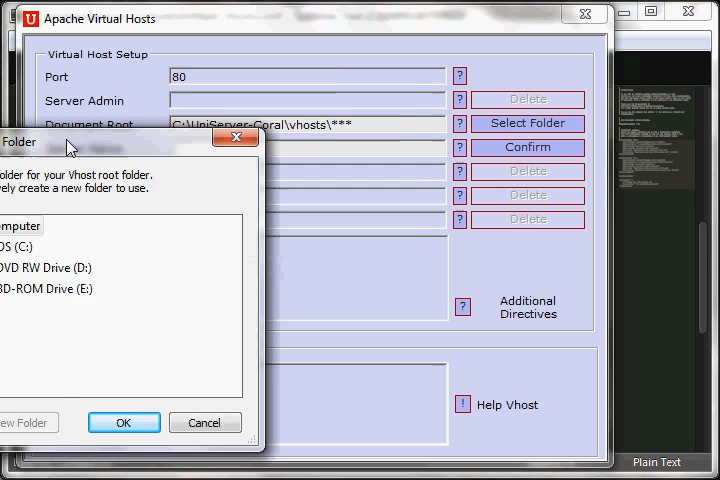 U Apache Virtual Hosts
Virtual Host Setup
Port 80 ?
Server Admin ? Delete
Document Root C:\UniServer-Coral\vhosts\*** ? Select Folder
? Confirm
? Delete
? Delete
? Delete
? Additional
Directives
! Help Vhost
Folder
older for your Vhost root folder.
vely create a new folder to use.
mputer
OS (C:)
DVD RW Drive (D:)
BD-ROM Drive (E:)
ew Folder OK Cancel
Plain Text